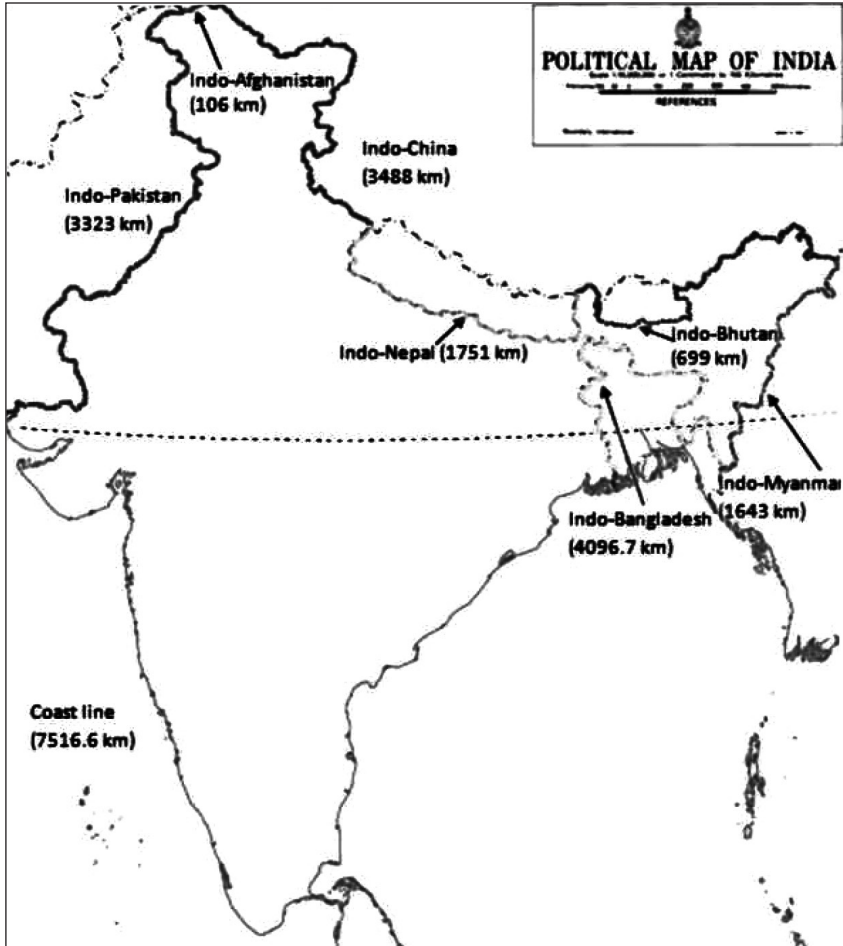 POLITICAL MAP OF INDIA
REFERENCES
Indo-Afghanistan
(106 km)
Indo-China
(3488 km)
Indo-Pakistan
(3323 km)
Indo-Nepal (1751 km)
Indo-Bhutan
(699 km)
Indo-Myanmar
(1643 km)
Indo-Bangladesh
(4096.7 km)
Coast line
(7516.6 km)